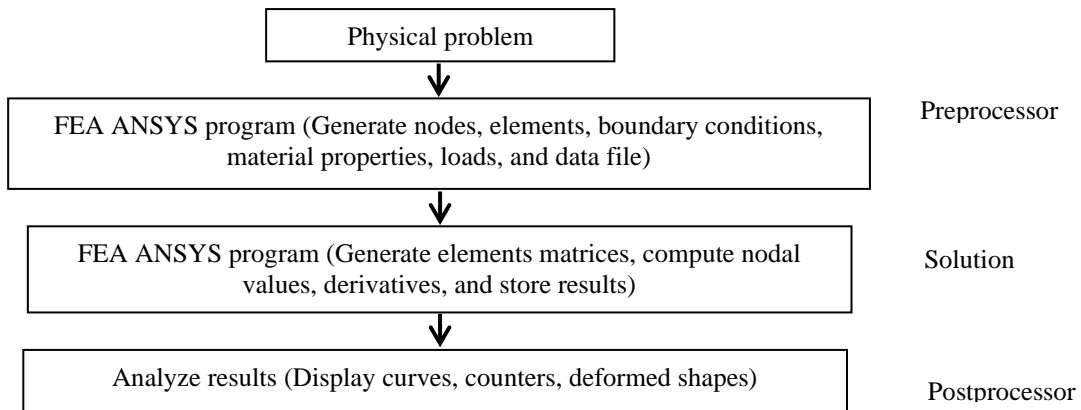 Physical problem
FEA ANSYS program (Generate nodes, elements, boundary conditions,
material properties, loads, and data file)
Preprocessor
FEA ANSYS program (Generate elements matrices, compute nodal
values, derivatives, and store results)
Solution
Analyze results (Display curves, counters, deformed shapes)
Postprocessor